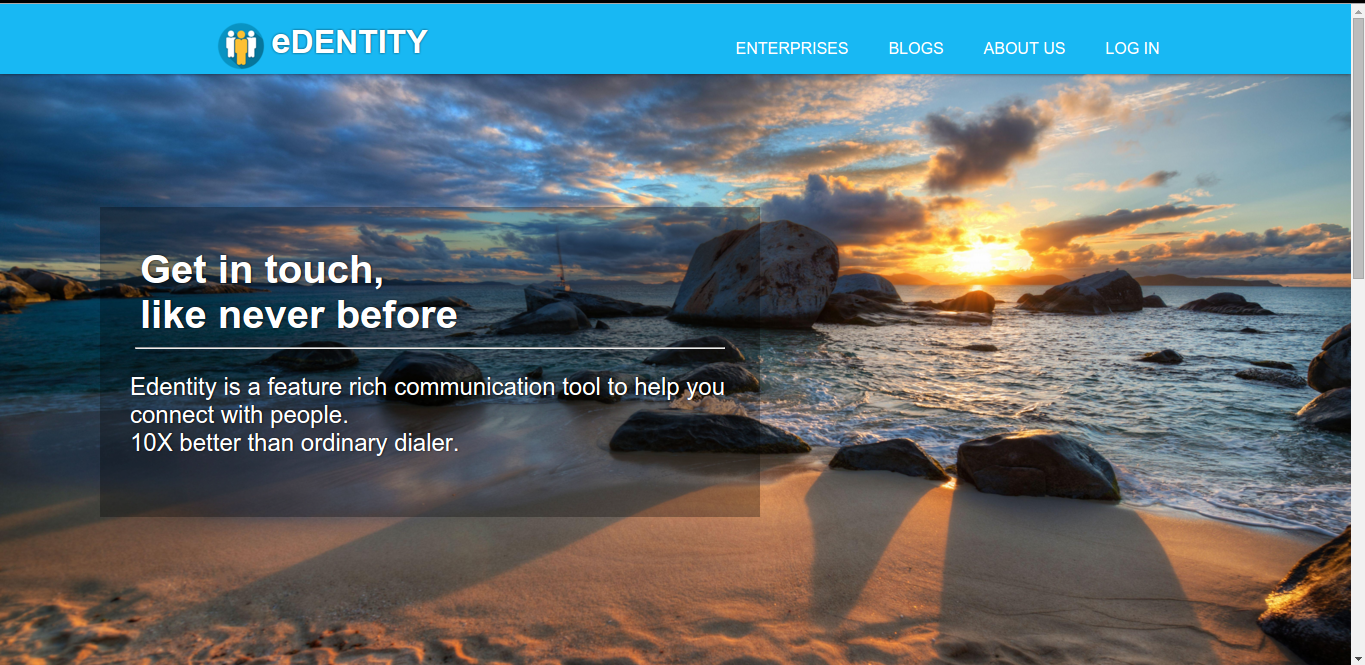 eDENTITY
ENTERPRISES BLOGS ABOUT US LOG IN
Get in touch,
like never before
Edentity is a feature rich communication tool to help you
connect with people.
10X better than ordinary dialer.